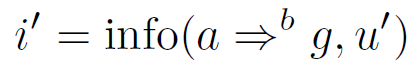 i′ = info(a ⇒ᵇ g, u′)